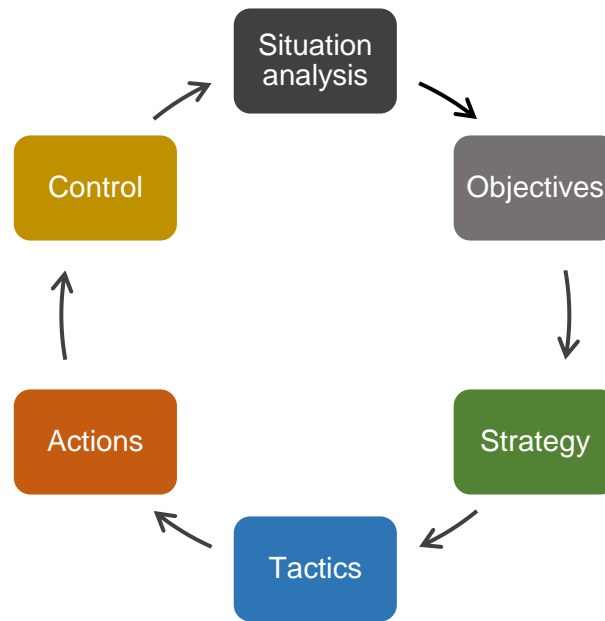 Situation
analysis
Objectives
Strategy
Tactics
Actions
Control